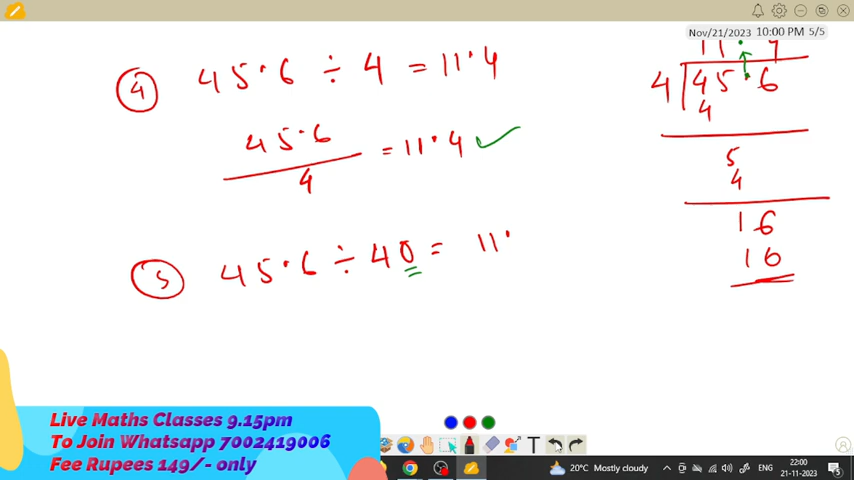 Nov/21/2023 10:00 PM 5/5
④ 45·6 ÷ 4 = 11·4
45·6
4
= 11·4 ✓
⑤ 45·6 ÷ 40 = 11·
11·4
4 45·6
4
5
4
16
16
Live Maths Classes 9.15pm
To Join Whatsapp 7002419006
Fee Rupees 149/- only
T
20°C Mostly cloudy
ENG
22:00
21-11-2023
5